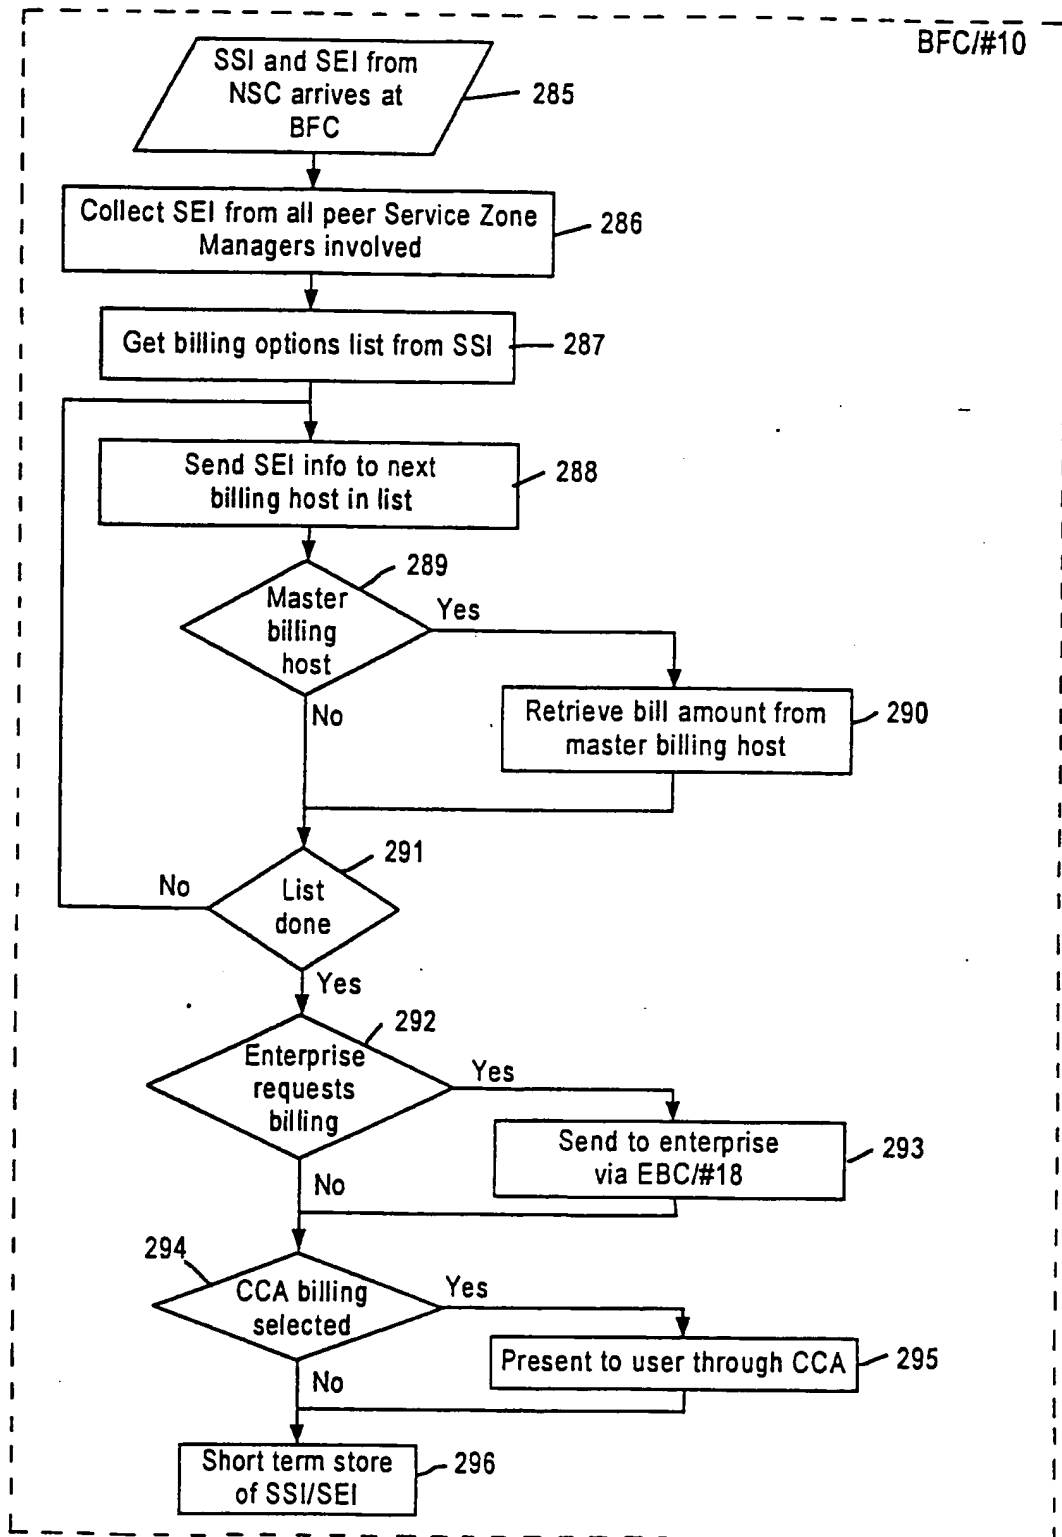 BFC/#10
SSI and SEI from
NSC arrives at
BFC
285
Collect SEI from all peer Service Zone
Managers involved
286
Get billing options list from SSI
287
Send SEI info to next
billing host in list
288
289
Master
billing
host
Yes
No
Retrieve bill amount from
master billing host
290
291
List
done
No
Yes
292
Enterprise
requests
billing
Yes
No
Send to enterprise
via EBC/#18
293
294
CCA billing
selected
Yes
No
Present to user through CCA
295
Short term store
of SSI/SEI
296